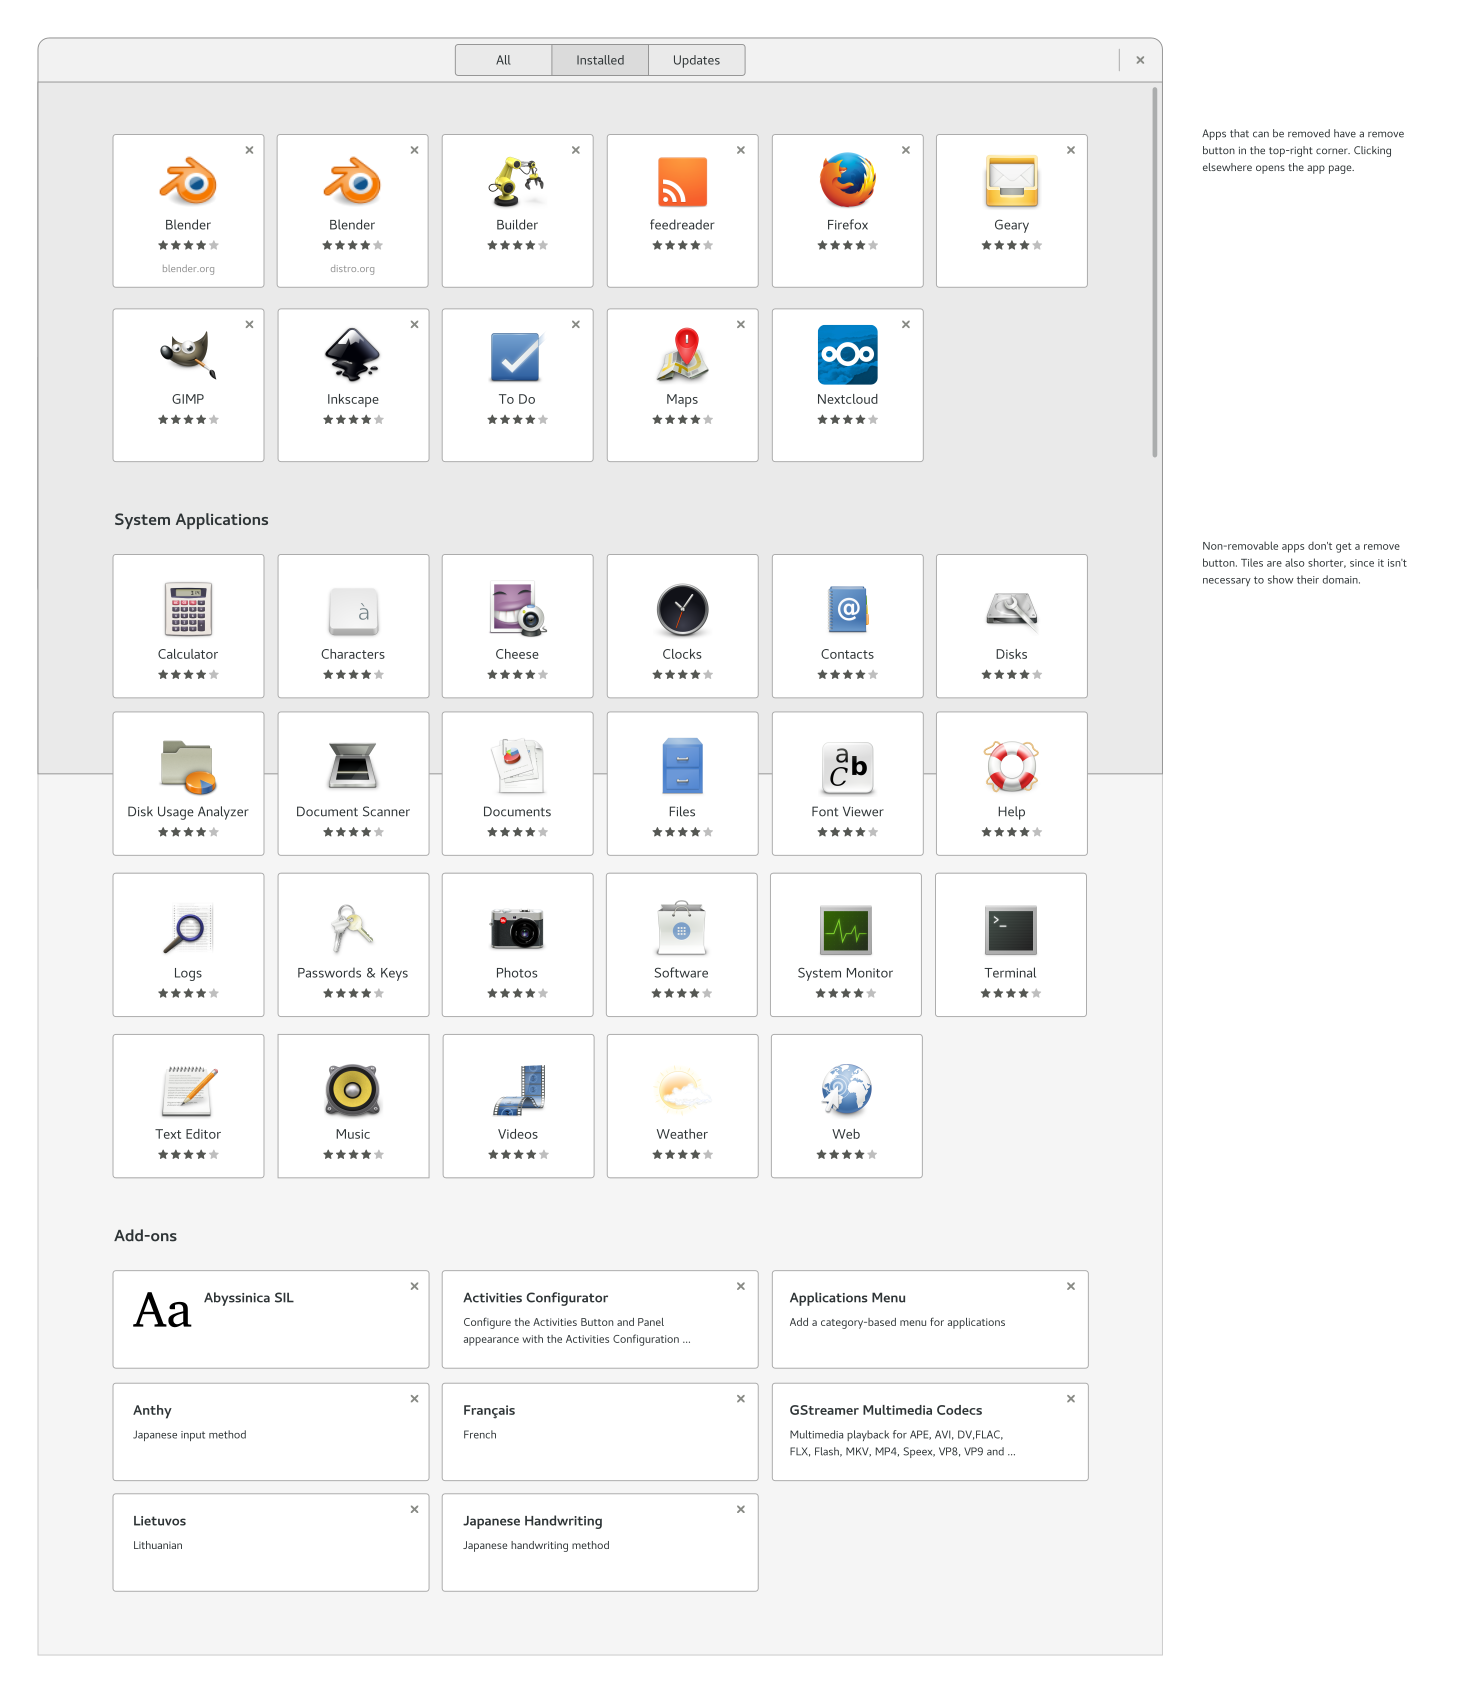 All
Installed
Updates
Apps that can be removed have a remove
button in the top-right corner. Clicking
elsewhere opens the app page.
Blender
blender.org
Blender
distro.org
Builder
feedreader
Firefox
Geary
GIMP
Inkscape
To Do
Maps
Nextcloud
System Applications
Non-removable apps don't get a remove
button. Tiles are also shorter, since it isn't
necessary to show their domain.
à
@
Calculator
Characters
Cheese
Clocks
Contacts
Disks
a
C
b
Disk Usage Analyzer
Document Scanner
Documents
Files
Font Viewer
Help
>_
Logs
Passwords & Keys
Photos
Software
System Monitor
Terminal
Text Editor
Music
Videos
Weather
Web
Add-ons
Aa
Abyssinica SIL
Activities Configurator
Configure the Activities Button and Panel
appearance with the Activities Configuration ...
Applications Menu
Add a category-based menu for applications
Anthy
Japanese input method
Français
French
GStreamer Multimedia Codecs
Multimedia playback for APE, AVI, DV,FLAC,
FLX, Flash, MKV, MP4, Speex, VP8, VP9 and ...
Lietuvos
Lithuanian
Japanese Handwriting
Japanese handwriting method